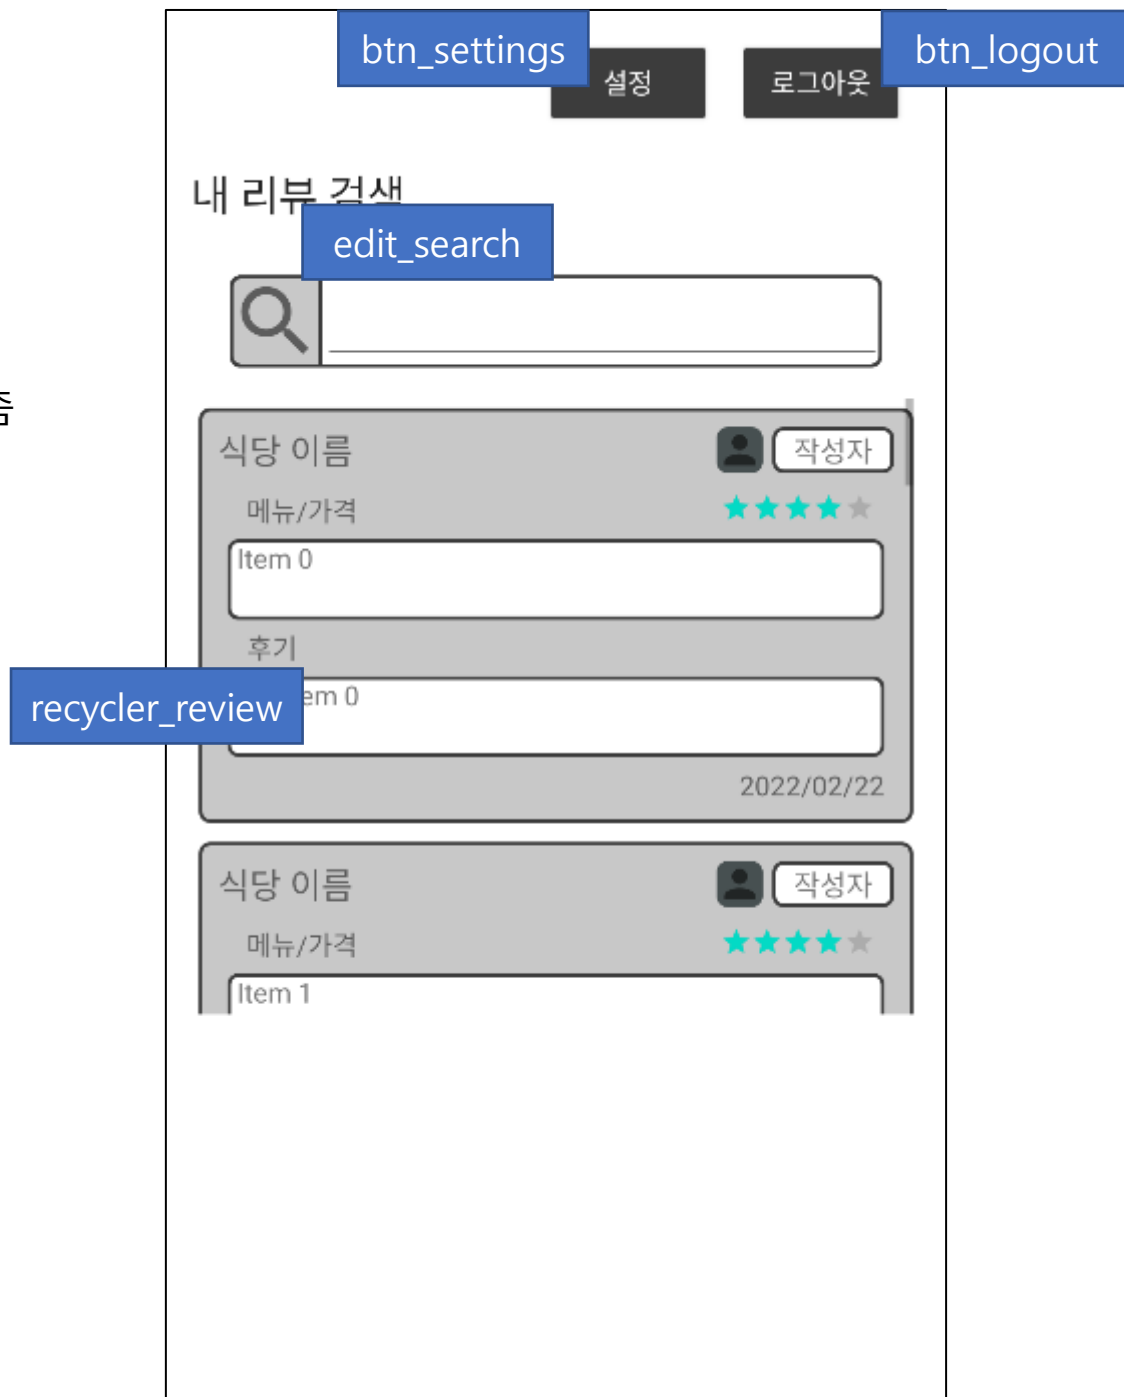 btn_settings
btn_logout
설정
로그아웃
내 리뷰 검색
edit_search
식당 이름
작성자
메뉴/가격
Item 0
후기
recycler_review
em 0
2022/02/22
식당 이름
작성자
메뉴/가격
Item 1